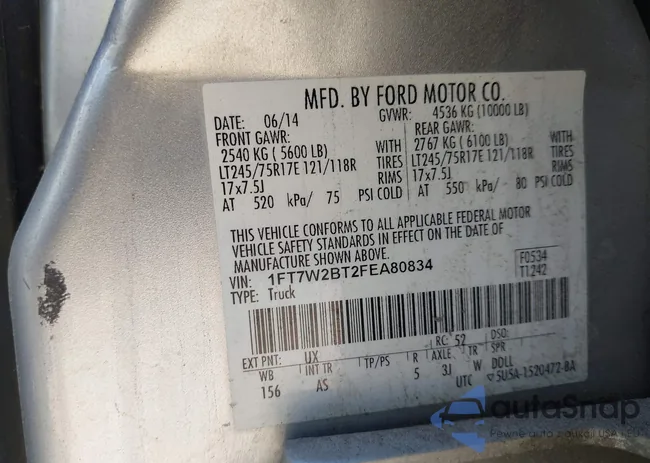 MFD. BY FORD MOTOR CO.
DATE: 06/14 GVWR: 4536 KG (10000 LB)
FRONT GAWR: REAR GAWR:
2540 KG ( 5600 LB) WITH 2767 KG ( 6100 LB) WITH
LT245/75R17E 121/118R TIRES LT245/75R17E 121/118R TIRES
17x7.5J RIMS 17x7.5J RIMS
AT 520 kPa/ 75 PSI COLD AT 550 kPa/ 80 PSI COLD
THIS VEHICLE CONFORMS TO ALL APPLICABLE FEDERAL MOTOR
VEHICLE SAFETY STANDARDS IN EFFECT ON THE DATE OF
MANUFACTURE SHOWN ABOVE.
VIN: 1FT7W2BT2FEA80834 F0534
TYPE: Truck T1242
EXT PNT: UX RC: 52 DSO:
WB INT TR TP/PS R AXLE TR SPR
156 AS 5 3J W DOLL
UTC ▽5U5A-1520472-BA
autoSnap
Pewne auto z aukcji